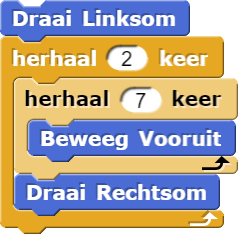 Draai Linksom
herhaal 2 keer
herhaal 7 keer
Beweeg Vooruit
Draai Rechtsom